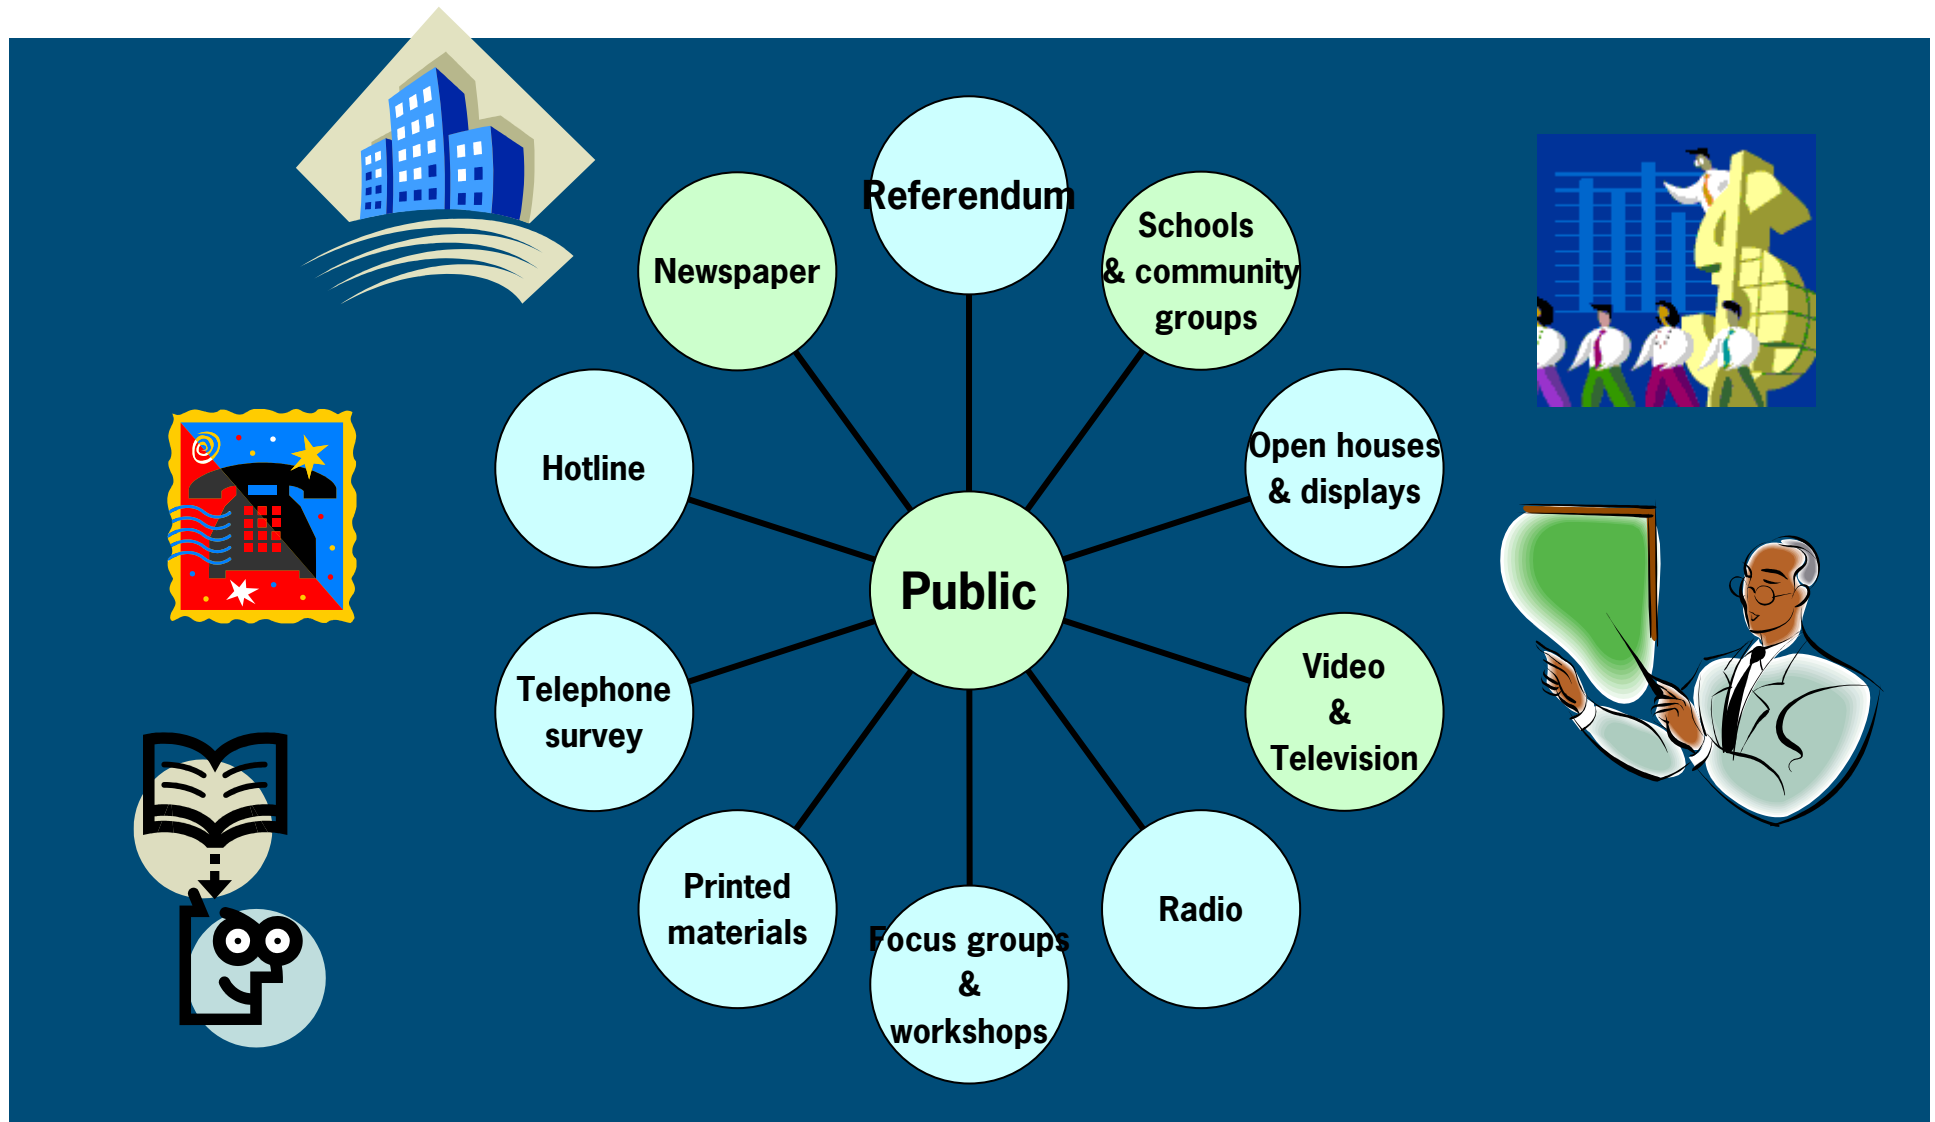 Referendum
Schools
& community
groups
Open houses
& displays
Video
&
Television
Radio
Focus groups
&
workshops
Printed
materials
Telephone
survey
Hotline
Newspaper
Public